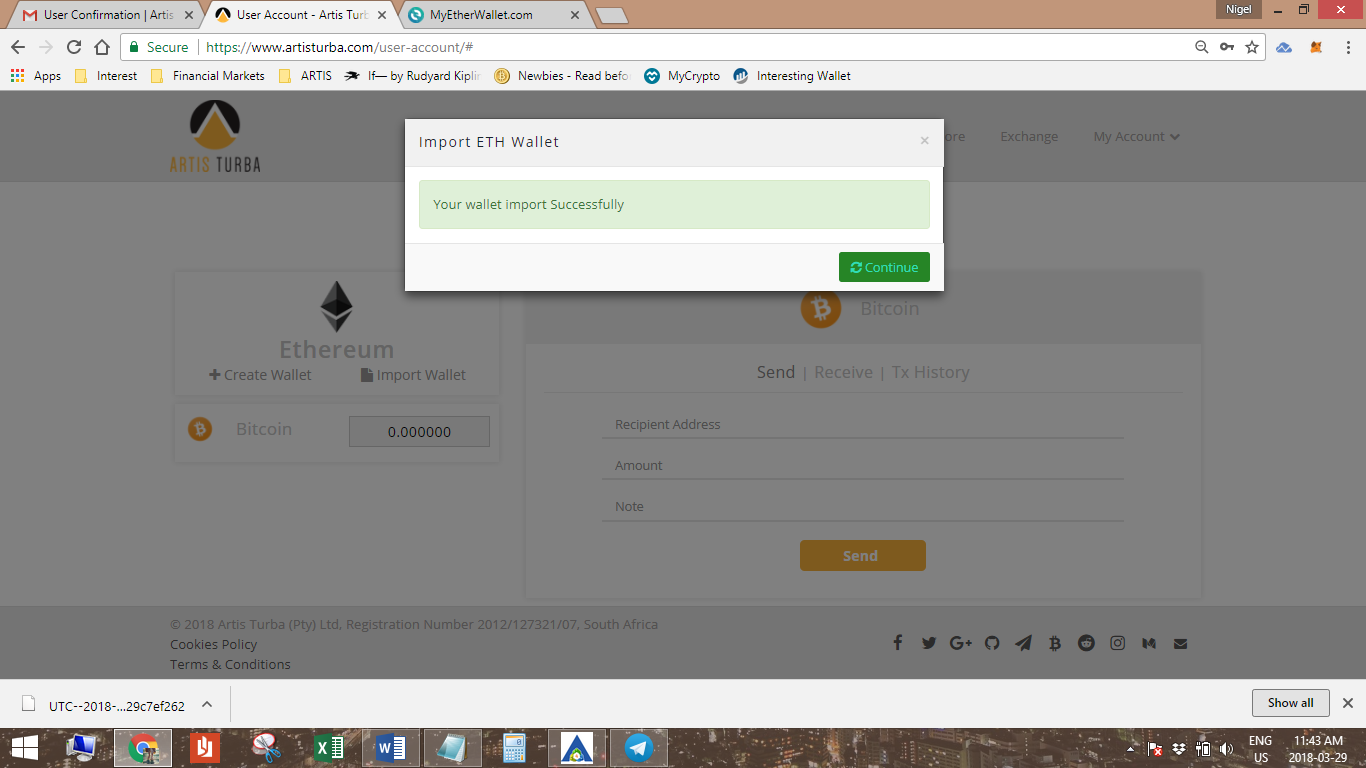 User Confirmation | Artis
User Account - Artis Turb
MyEtherWallet.com
Nigel
Secure
https://www.artisturba.com/user-account/#
Apps
Interest
Financial Markets
ARTIS
If— by Rudyard Kiplin
Newbies - Read befo
MyCrypto
Interesting Wallet
ARTIS TURBA
ore
Exchange
My Account
Import ETH Wallet
×
Your wallet import Successfully
Continue
Ethereum
Create Wallet
Import Wallet
Bitcoin
0.000000
Bitcoin
Send | Receive | Tx History
Recipient Address
Amount
Note
Send
© 2018 Artis Turba (Pty) Ltd, Registration Number 2012/127321/07, South Africa
Cookies Policy
Terms & Conditions
UTC--2018-...29c7ef262
Show all
ENG
US
11:43 AM
2018-03-29